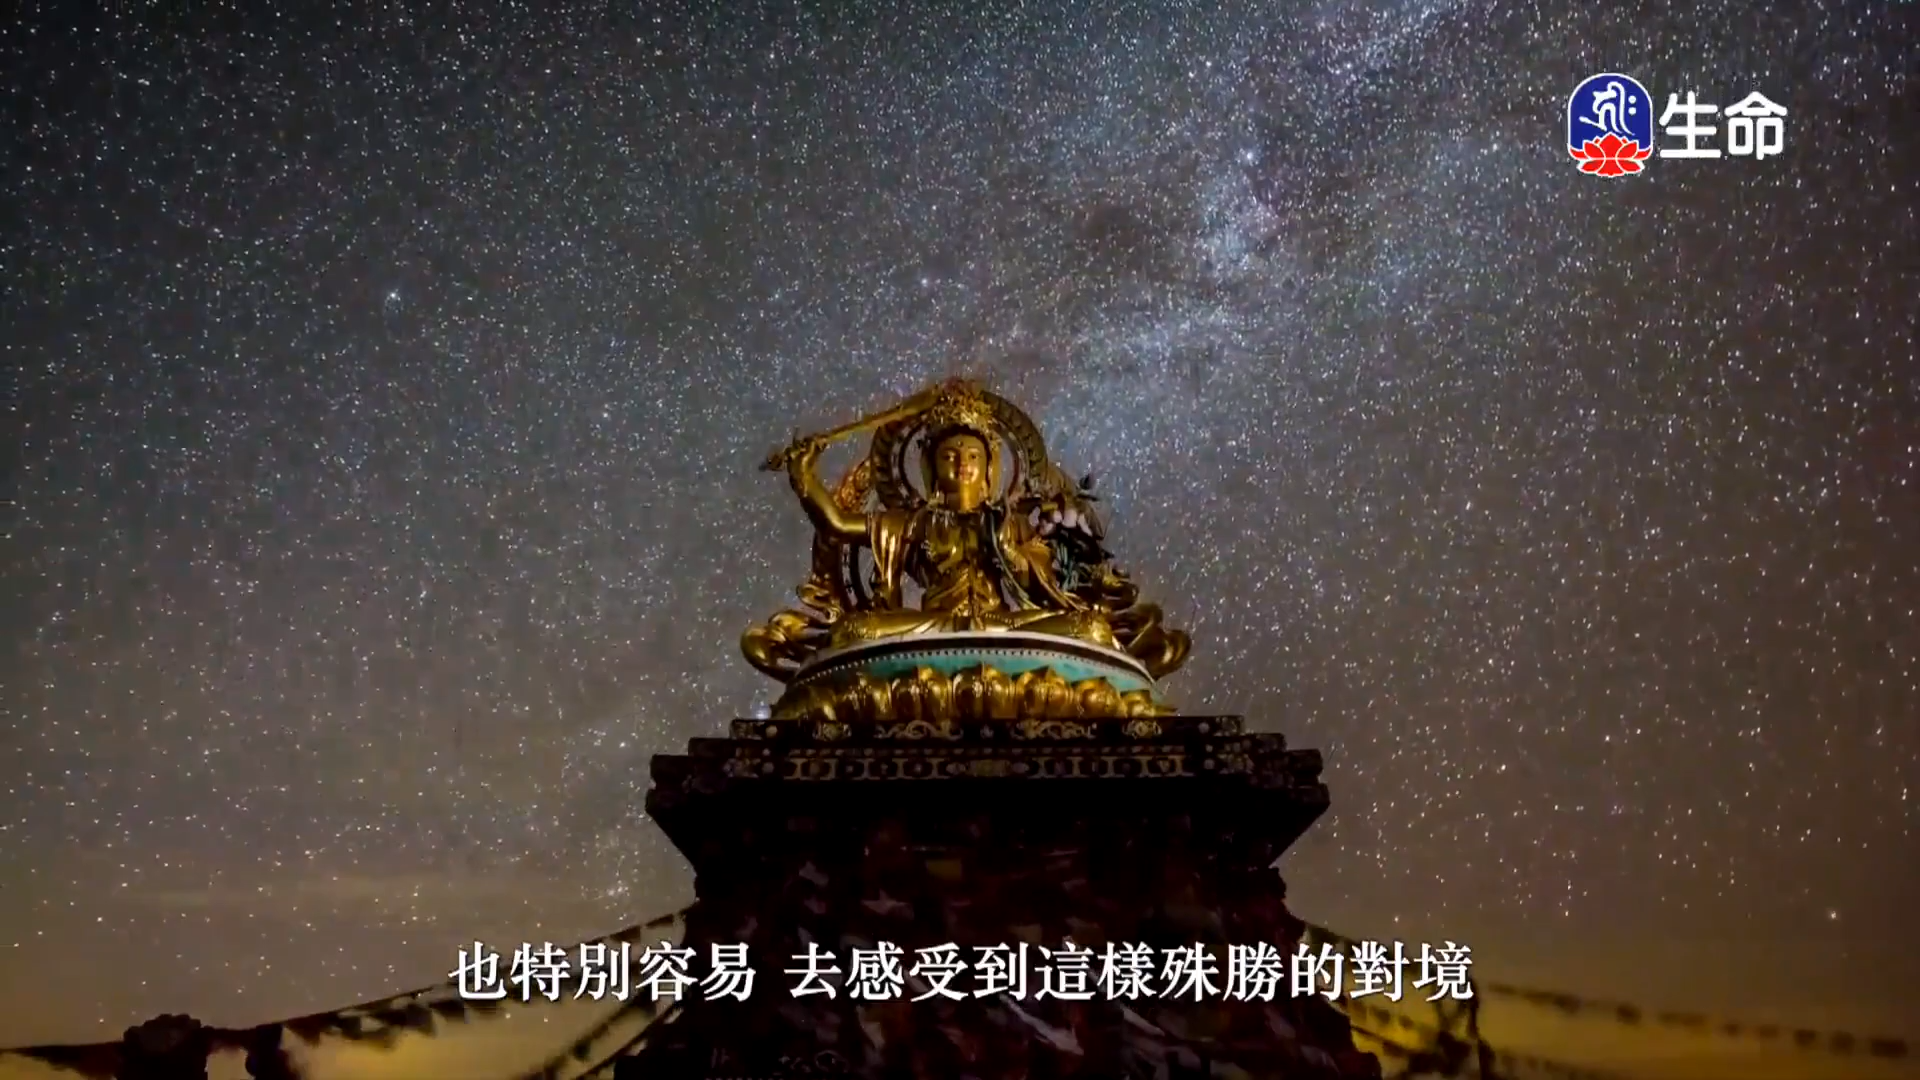 生命
也特別容易 去感受到這樣殊勝的對境